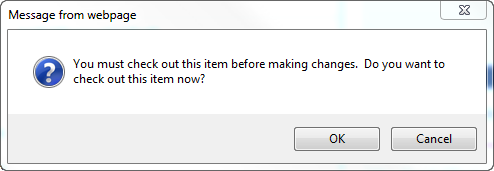 Message from webpage
You must check out this item before making changes.  Do you want to
check out this item now?
OK
Cancel